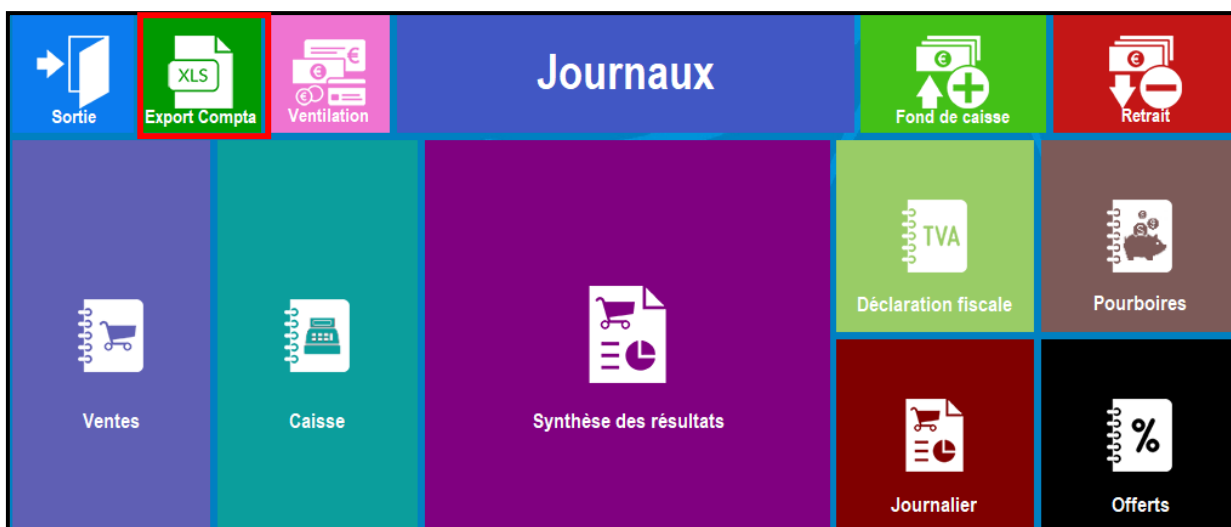 XLS
Sortie
Export Compta
Ventilation
Journaux
Fond de caisse
Retrait
TVA
Déclaration fiscale
Pourboires
Ventes
Caisse
Synthèse des résultats
%
Journalier
Offerts